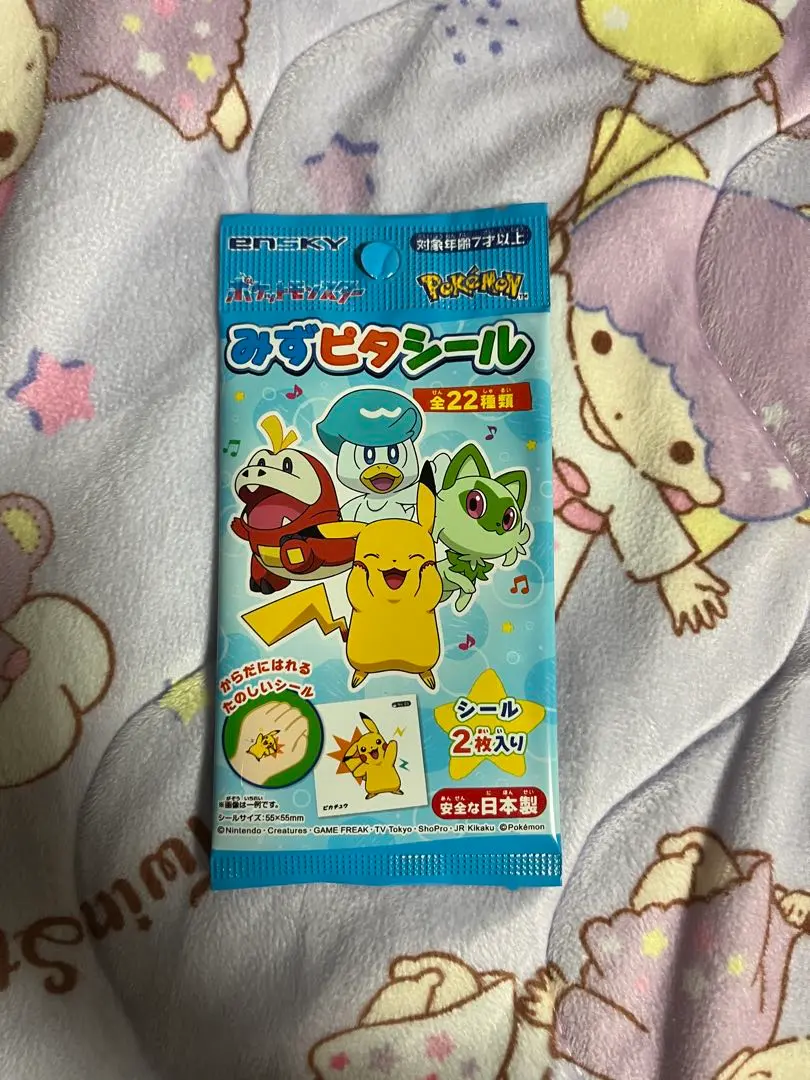 ensky
対象年齢7才以上
ポケットモンスター
POKéMON™
みずピタシール
全22種類
からだにはれる
たのしいシール
ピカチュウ
シール
2枚入り
※画像は一例です。
シールサイズ:55×55mm
安全な日本製
©Nintendo・Creatures・GAME FREAK・TV Tokyo・ShoPro・JR Kikaku ©Pokémon